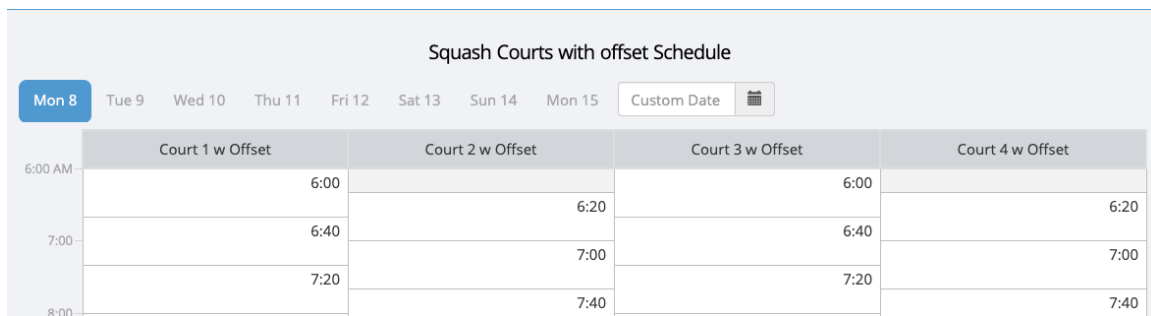 Squash Courts with offset Schedule
Mon 8 Tue 9 Wed 10 Thu 11 Fri 12 Sat 13 Sun 14 Mon 15 Custom Date
Court 1 w Offset Court 2 w Offset Court 3 w Offset Court 4 w Offset
6:00 AM
6:00 6:00
6:20 6:20
6:40 6:40
7:00 7:00 7:00
7:20 7:20
7:40 7:40
8:00